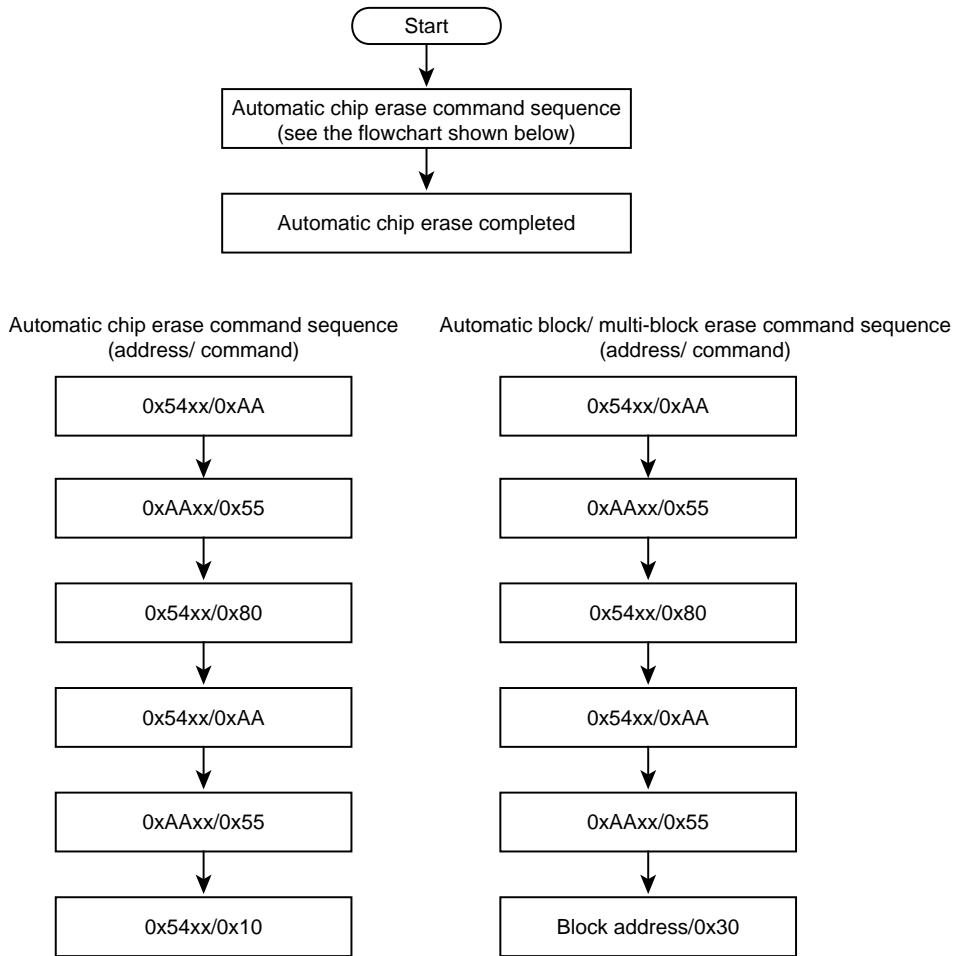 Start
Automatic chip erase command sequence
(see the flowchart shown below)
Automatic chip erase completed
Automatic chip erase command sequence
(address/ command)
0x54xx/0xAA
0xAAxx/0x55
0x54xx/0x80
0x54xx/0xAA
0xAAxx/0x55
0x54xx/0x10
Automatic block/ multi-block erase command sequence
(address/ command)
0x54xx/0xAA
0xAAxx/0x55
0x54xx/0x80
0x54xx/0xAA
0xAAxx/0x55
Block address/0x30